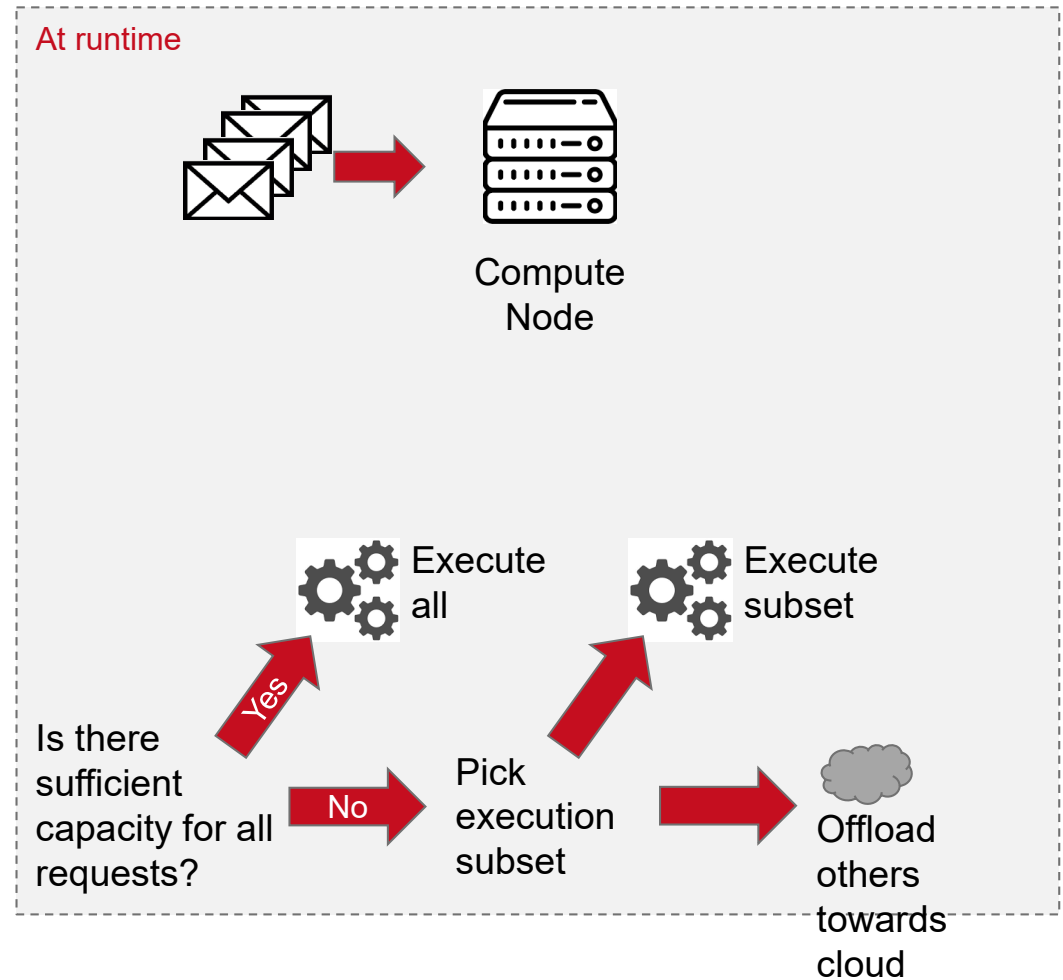 At runtime
Compute
Node
Execute
all
Execute
subset
Yes
Is there
sufficient
capacity for all
requests?
No
Pick
execution
subset
Offload
others
towards
cloud